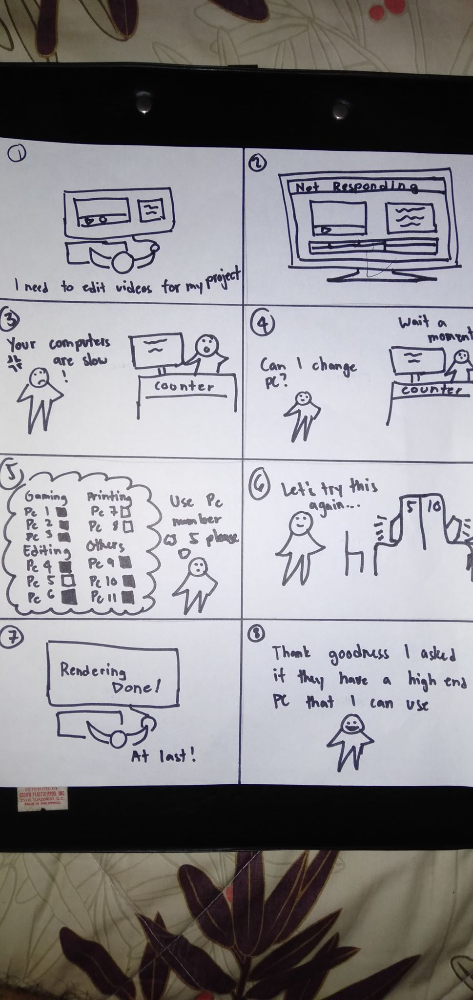 1
I need to edit videos for my project
2
Not Responding
3
Your computers
are slow
!
counter
4
Wait a
moment
Can I change
PC?
counter
5
Gaming
Pc 1
Pc 2
Pc 3
Editing
Pc 4
Pc 5
Pc 6
Printing
Pc 7
Pc 8
Others
Pc 9
Pc 10
Pc 11
Use Pc
number
5 please
6
Let's try this
again...
5 10
7
Rendering
Done!
At last!
8
Thank goodness I asked
if they have a high end
PC that I can use
DISTRIBUTED BY
CROWN PLASTIC PROD. INC.
253 D. TUAZON ST. Q.C.
MADE IN PHILIPPINES